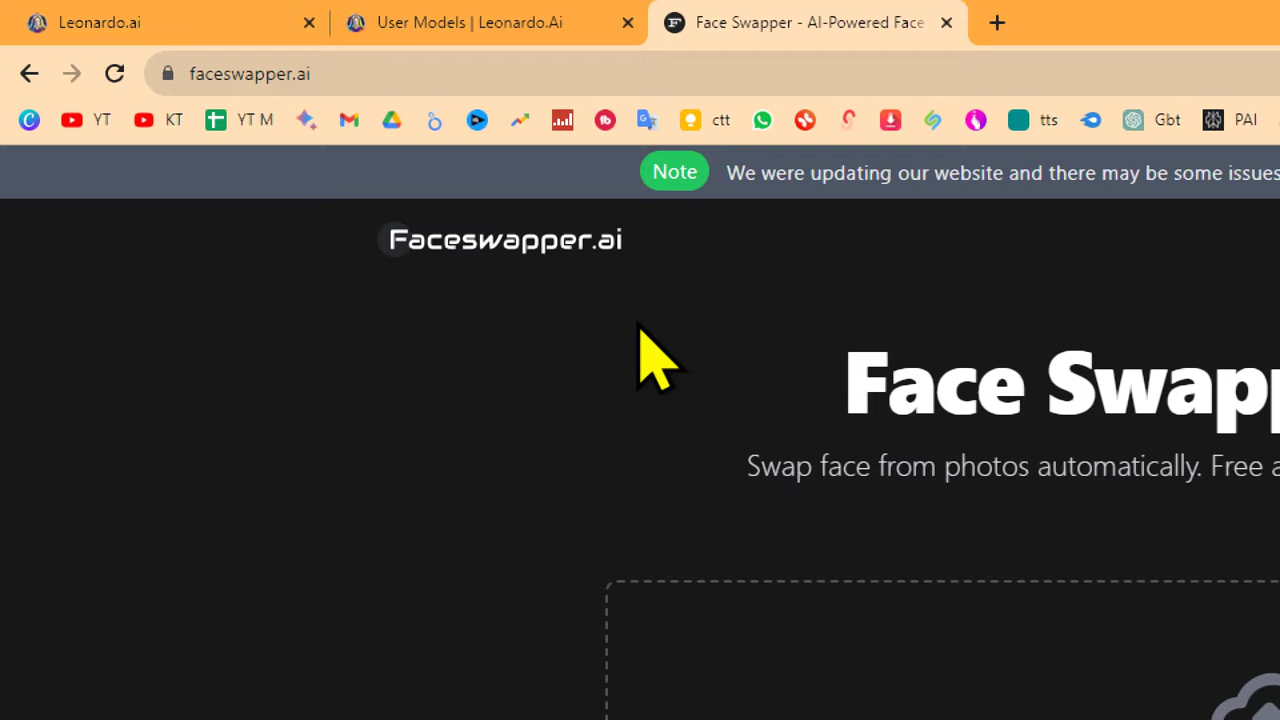 Leonardo.ai
User Models | Leonardo.Ai
Face Swapper - AI-Powered Face
faceswapper.ai
YT
KT
YT M
ctt
tts
Gbt
PAI
Note
We were updating our website and there may be some issues
Faceswapper.ai
Face Swapp
Swap face from photos automatically. Free a